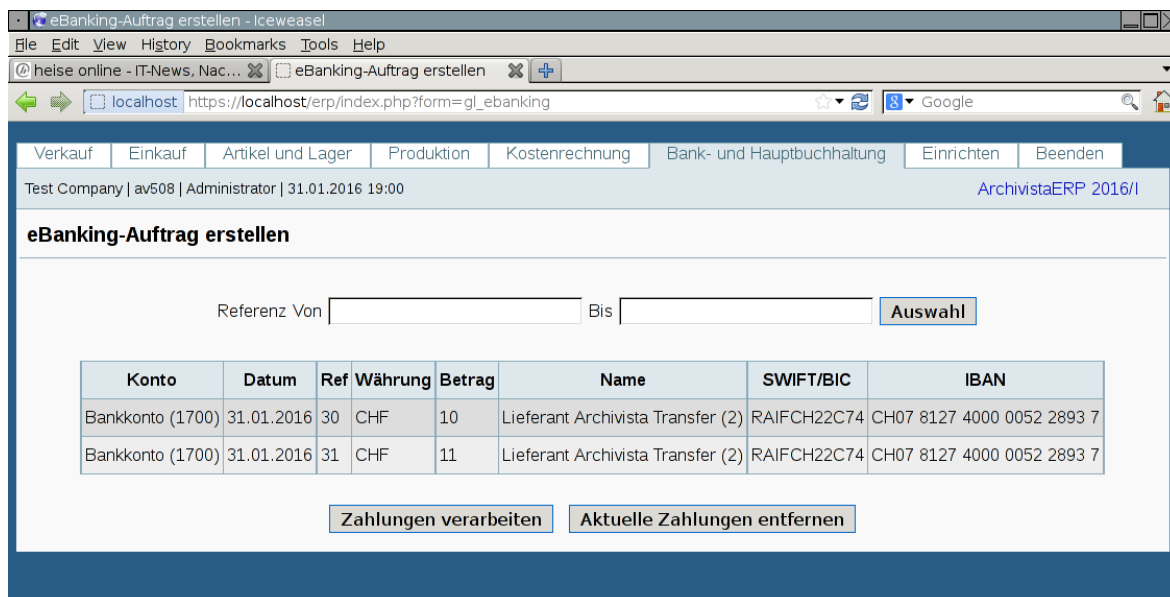 eBanking-Auftrag erstellen - Iceweasel
File Edit View History Bookmarks Tools Help
heise online - IT-News, Nac... eBanking-Auftrag erstellen
localhost https://localhost/erp/index.php?form=gl_ebanking Google
Verkauf Einkauf Artikel und Lager Produktion Kostenrechnung Bank- und Hauptbuchhaltung Einrichten Beenden
Test Company | av508 | Administrator | 31.01.2016 19:00 ArchivistaERP 2016/I
eBanking-Auftrag erstellen
Referenz Von Bis Auswahl
Konto Datum Ref Währung Betrag Name SWIFT/BIC IBAN
Bankkonto (1700) 31.01.2016 30 CHF 10 Lieferant Archivista Transfer (2) RAIFCH22C74 CH07 8127 4000 0052 2893 7
Bankkonto (1700) 31.01.2016 31 CHF 11 Lieferant Archivista Transfer (2) RAIFCH22C74 CH07 8127 4000 0052 2893 7
Zahlungen verarbeiten Aktuelle Zahlungen entfernen